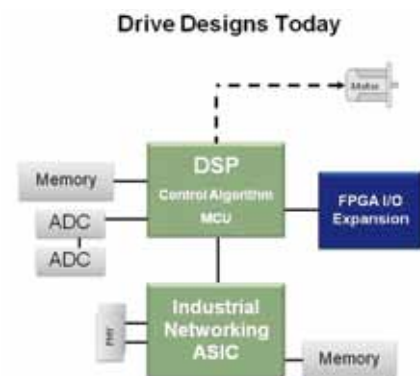 Drive Designs Today
Motor
DSP
Control Algorithm
MCU
Memory
ADC
ADC
FPGA I/O
Expansion
Industrial
Networking
ASIC
PHY
Memory